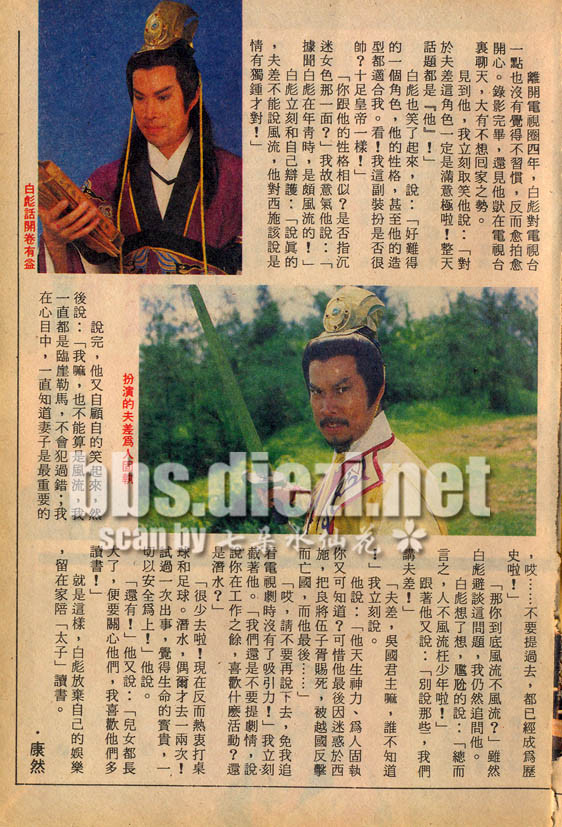 離開電視圈四年，白彪對電視台
一點也沒有覺得不習慣，反而愈拍愈
開心。錄影完畢，還見他獃在電視台
裏聊天，大有不想回家之勢。
見到他，我立刻取笑他說：「對
於夫差這角色一定是滿意極啦！整天
話題都是『他』！」
白彪也笑了起來，說：「好難得
的一個角色，他的性格，甚至他的造
型都適合我。看！我這副裝扮是否很
帥？十足皇帝一樣！」
「你跟他的性格相似？是否指沉
迷女色那一面？」我故意氣他說：「
據聞白彪在年青時，是頗風流的！」
白彪立刻和自己辯護：「說眞的
，夫差不能說風流，他對西施該說是
情有獨鍾才對！」
白彪話開卷有益
扮演的夫差爲人固執
說完，他又自顧自的笑起來，然
後說：「我嘛，也不能算是風流！我
一直都是臨崖勒馬，不會犯過錯；我
在心目中，一直知道妻子是最重要的
，哎……不要提過去，都已經成爲歷
史啦！」
「那你到底風流不風流？」雖然
白彪避談這問題，我仍然追問他。
白彪想了想，尷尬的說：「總而
言之，人不風流枉少年啦！」
跟著他又說：「別說那些，我們
講夫差！」
「夫差，吳國君主嘛，誰不知道
：」我立刻說。
他說：「他天生神力、爲人固執
你又可知道？可惜他最後因迷惑於西
施，把良將伍子胥賜死，被越國反擊
而亡國，而他最後……」
「哎，請不要再說下去，免我追
看電視劇時沒有了吸引力！」我立刻
截著他。「我們還是不要提劇情，說
說你在工作之餘，喜歡什麽活動？還
是潛水？」
「很少去啦！現在反而熱衷打桌
球和足球。潛水，偶爾才去一兩次！
試過一次出事，覺得生命的寶貴，一
切以安全爲上！」他說。
「還有！」他又說：「兒女都長
大了，便要關心他們，我喜歡他們多
讀書！」
就是這樣，白彪放棄自己的娛樂
，留在家陪「太子」讀書。
·康然
bbs.diezi.net
scan by 七朵水仙花